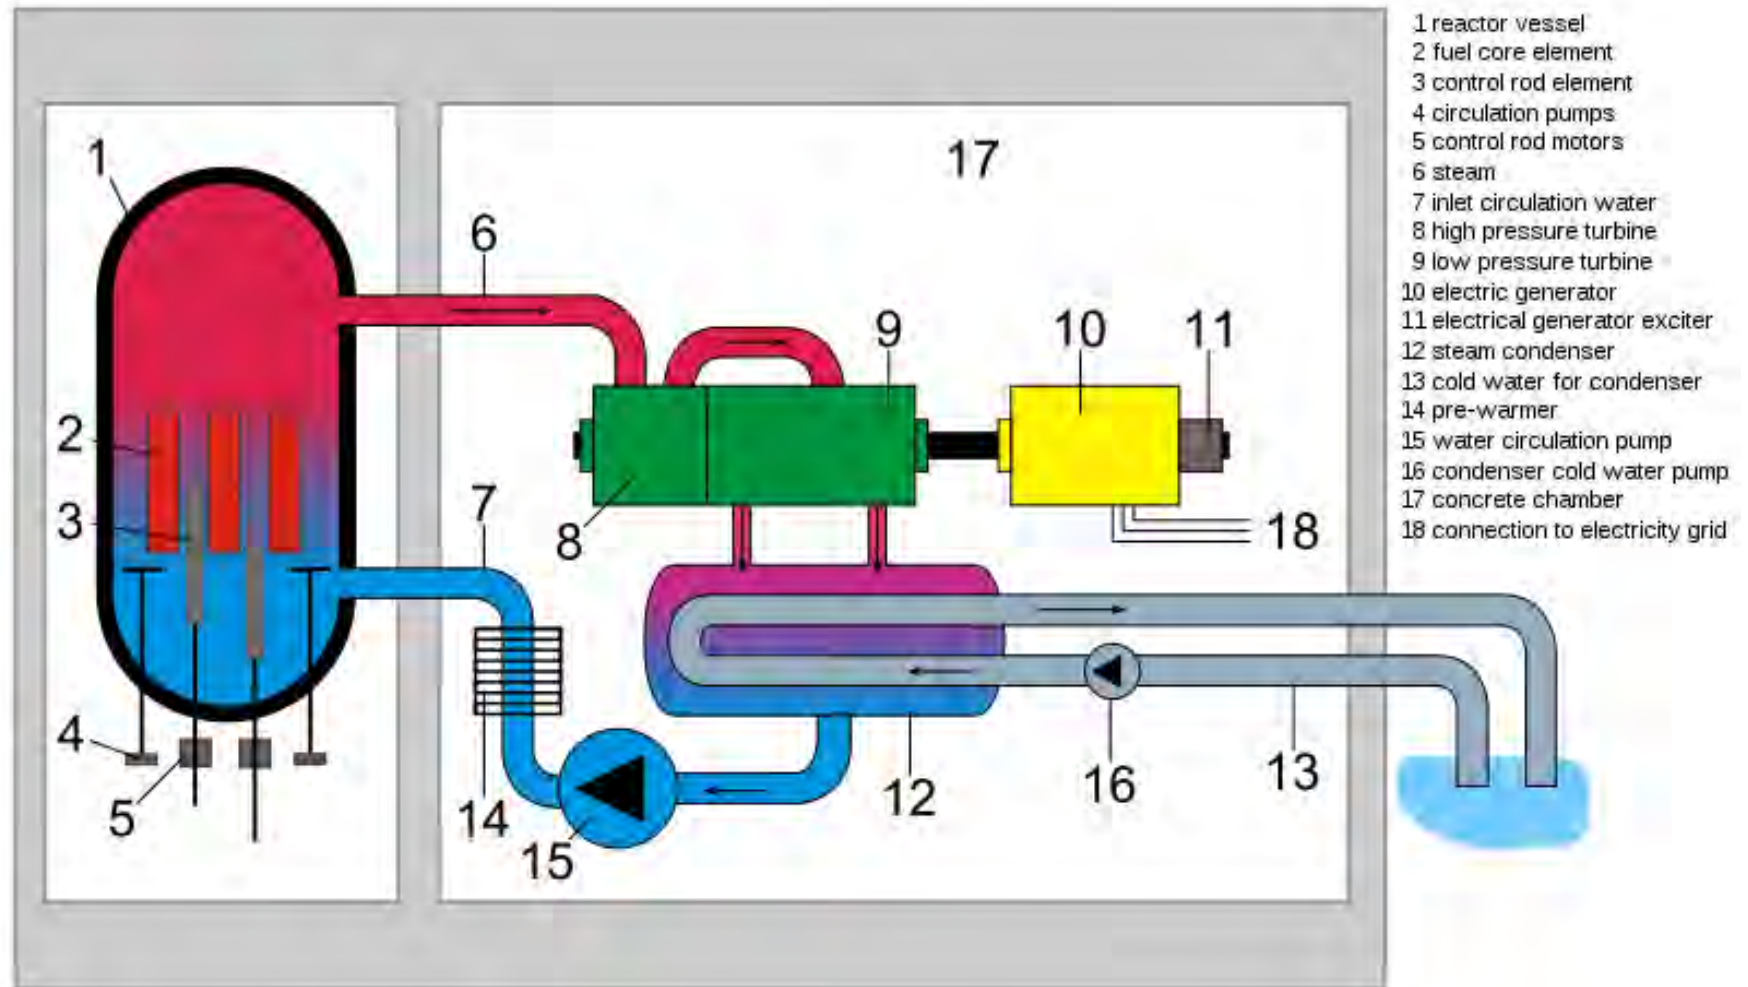 1 reactor vessel
2 fuel core element
3 control rod element
4 circulation pumps
5 control rod motors
6 steam
7 inlet circulation water
8 high pressure turbine
9 low pressure turbine
10 electric generator
11 electrical generator exciter
12 steam condenser
13 cold water for condenser
14 pre-warmer
15 water circulation pump
16 condenser cold water pump
17 concrete chamber
18 connection to electricity grid
1
17
6
9
10
11
2
7
3
8
18
4
5
14
15
12
16
13